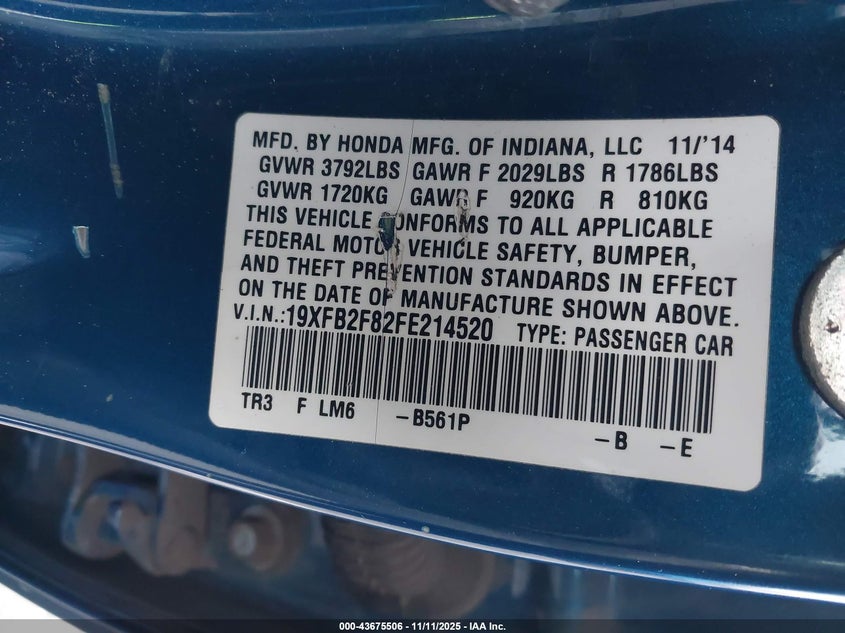 MFD. BY HONDA MFG. OF INDIANA, LLC 11/'14
GVWR 3792LBS GAWR F 2029LBS R 1786LBS
GVWR 1720KG GAWR F 920KG R 810KG
THIS VEHICLE CONFORMS TO ALL APPLICABLE
FEDERAL MOTOR VEHICLE SAFETY, BUMPER,
AND THEFT PREVENTION STANDARDS IN EFFECT
ON THE DATE OF MANUFACTURE SHOWN ABOVE.
V.I.N.:19XFB2F82FE214520 TYPE: PASSENGER CAR
TR3 F LM6 -B561P -B -E
000-43675506 - 11/11/2025 - IAA Inc.